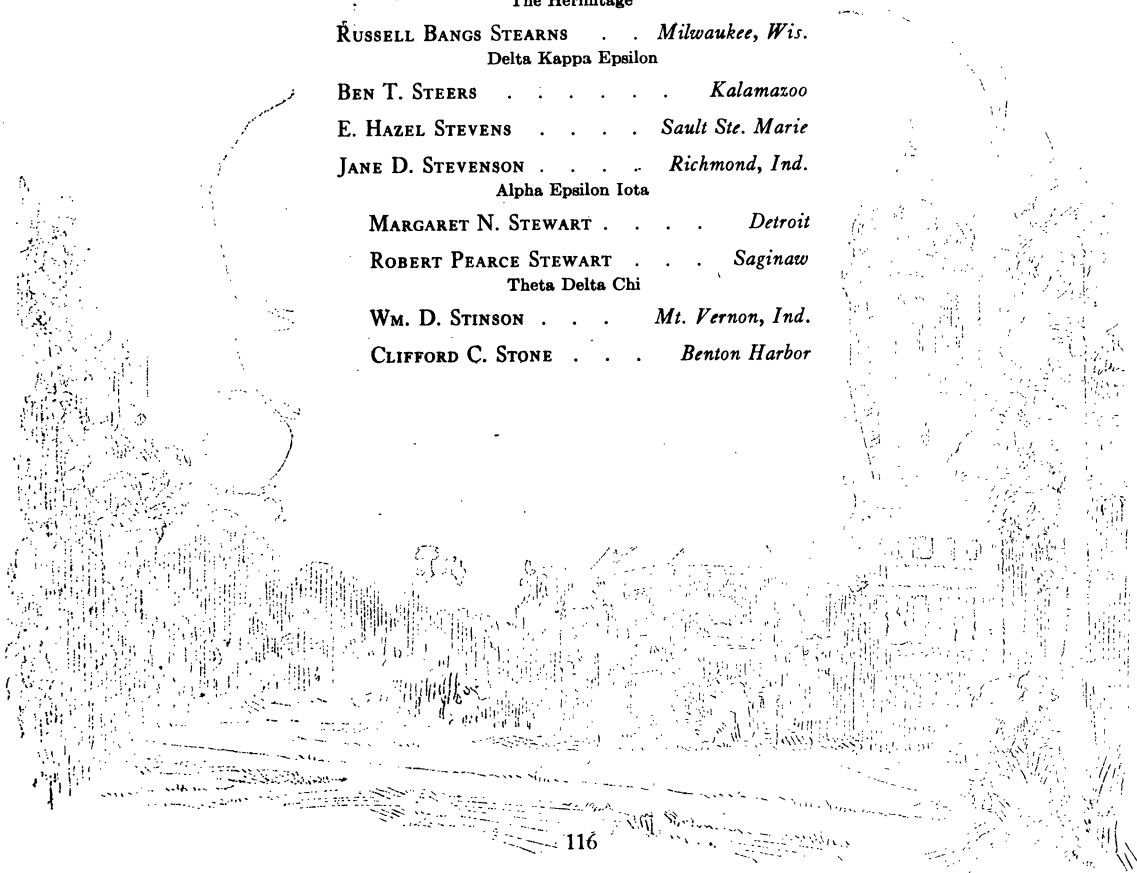 The Hermitage
RUSSELL BANGS STEARNS . . Milwaukee, Wis.
Delta Kappa Epsilon
BEN T. STEERS . . . . . . Kalamazoo
E. HAZEL STEVENS . . . . Sault Ste. Marie
JANE D. STEVENSON . . . . Richmond, Ind.
Alpha Epsilon Iota
MARGARET N. STEWART . . . . Detroit
ROBERT PEARCE STEWART . . . Saginaw
Theta Delta Chi
WM. D. STINSON . . . Mt. Vernon, Ind.
CLIFFORD C. STONE . . . Benton Harbor
116